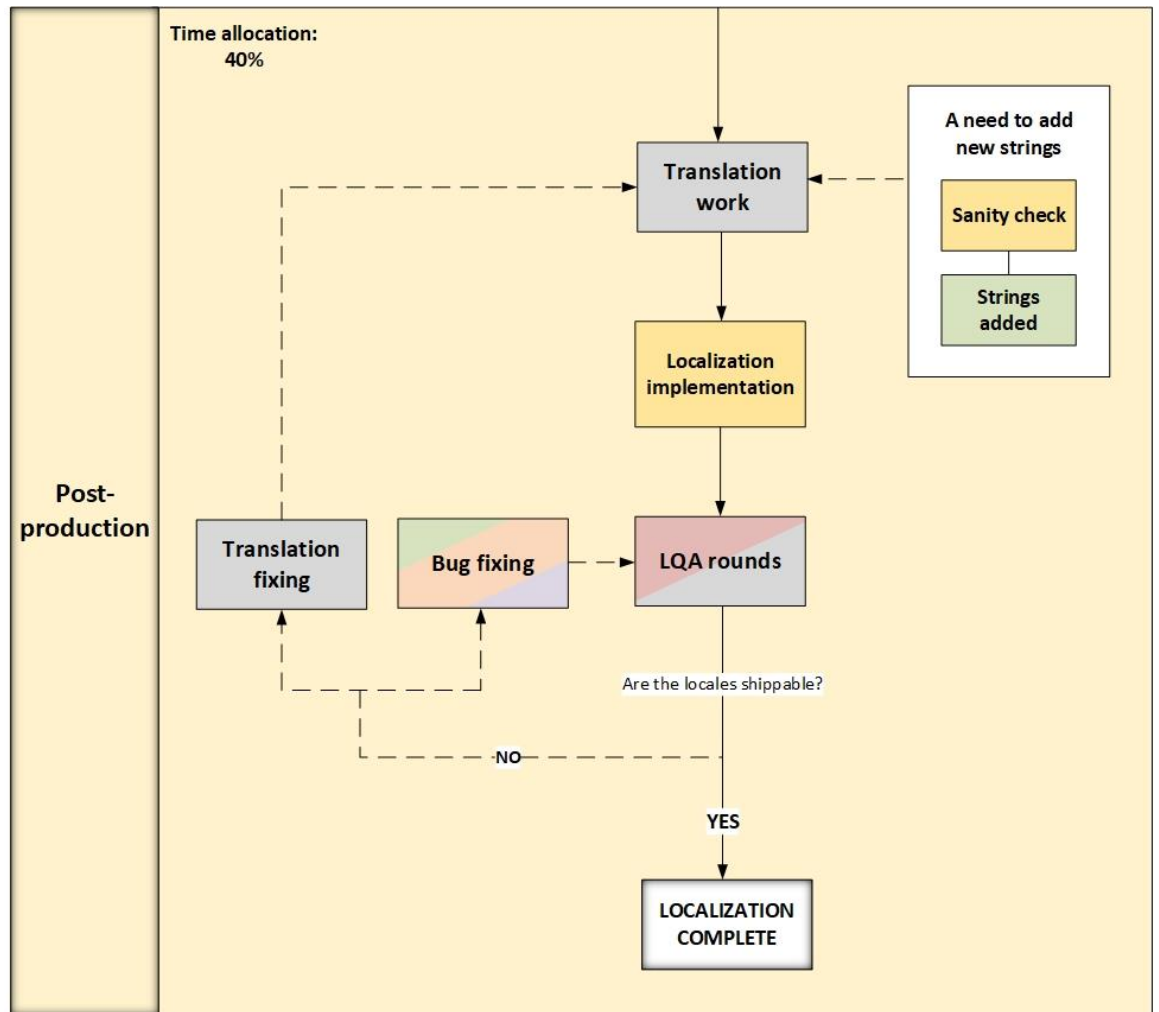 Post-
production
Time allocation:
40%
Translation
work
A need to add
new strings
Sanity check
Strings
added
Localization
implementation
Translation
fixing
Bug fixing
LQA rounds
Are the locales shippable?
NO
YES
LOCALIZATION
COMPLETE